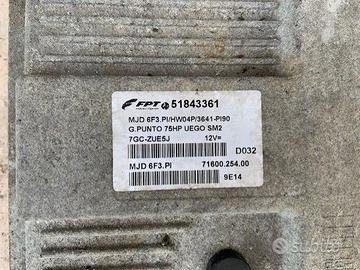 FPT 51843361
MJD 6F3.PI/HW04P/3641-PI90
G.PUNTO 75HP UEGO SM2
7GC-ZUE5J 12V=
D032
MJD 6F3.PI 71600.254.00
9E14
subito